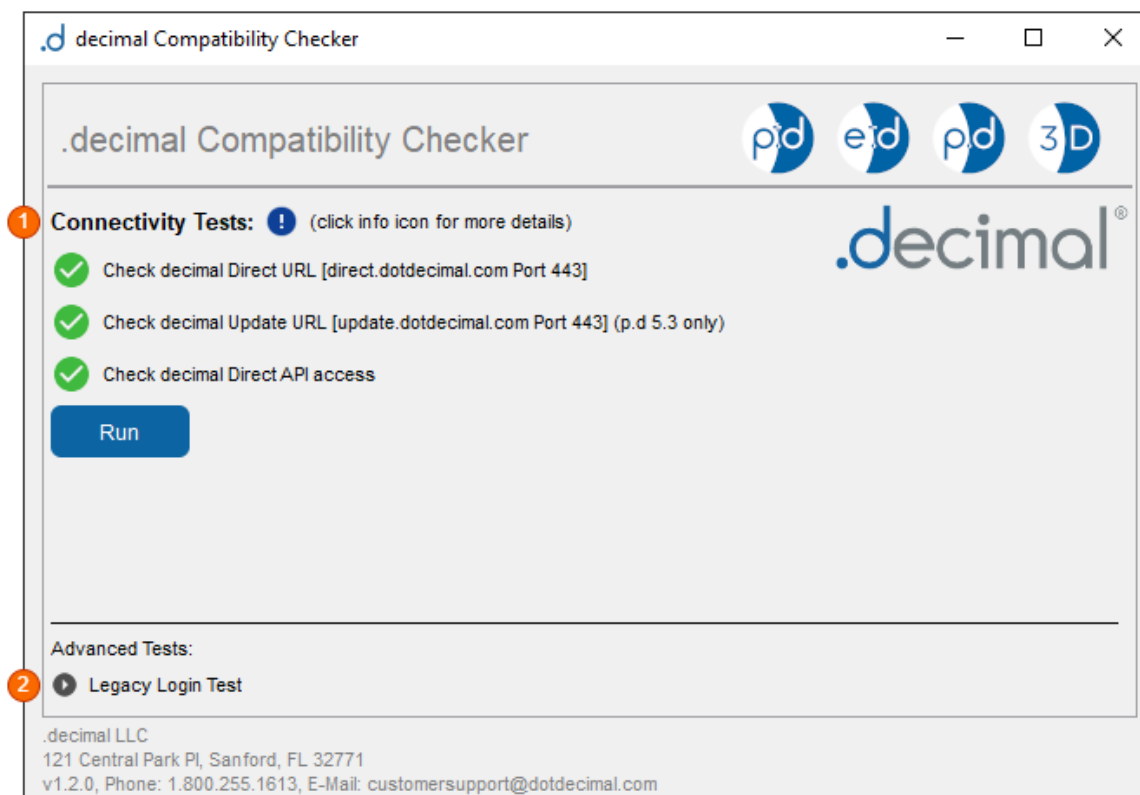 .d decimal Compatibility Checker
.decimal Compatibility Checker
p.d e.d p.d 3D
1 Connectivity Tests: ! (click info icon for more details)
.decimal®
Check decimal Direct URL [direct.dotdecimal.com Port 443]
Check decimal Update URL [update.dotdecimal.com Port 443] (p.d 5.3 only)
Check decimal Direct API access
Run
Advanced Tests:
2 Legacy Login Test
.decimal LLC
121 Central Park Pl, Sanford, FL 32771
v1.2.0, Phone: 1.800.255.1613, E-Mail: customersupport@dotdecimal.com